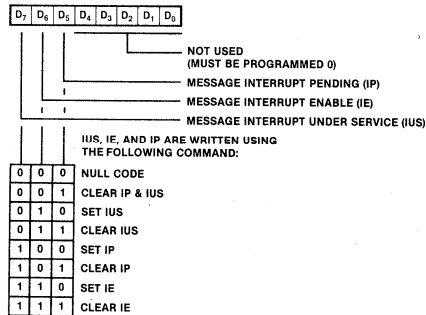 D7 D6 D5 D4 D3 D2 D1 D0
NOT USED
(MUST BE PROGRAMMED 0)
MESSAGE INTERRUPT PENDING (IP)
MESSAGE INTERRUPT ENABLE (IE)
MESSAGE INTERRUPT UNDER SERVICE (IUS)
IUS, IE, AND IP ARE WRITTEN USING
THE FOLLOWING COMMAND:
0 0 0 NULL CODE
0 0 1 CLEAR IP & IUS
0 1 0 SET IUS
0 1 1 CLEAR IUS
1 0 0 SET IP
1 0 1 CLEAR IP
1 1 0 SET IE
1 1 1 CLEAR IE